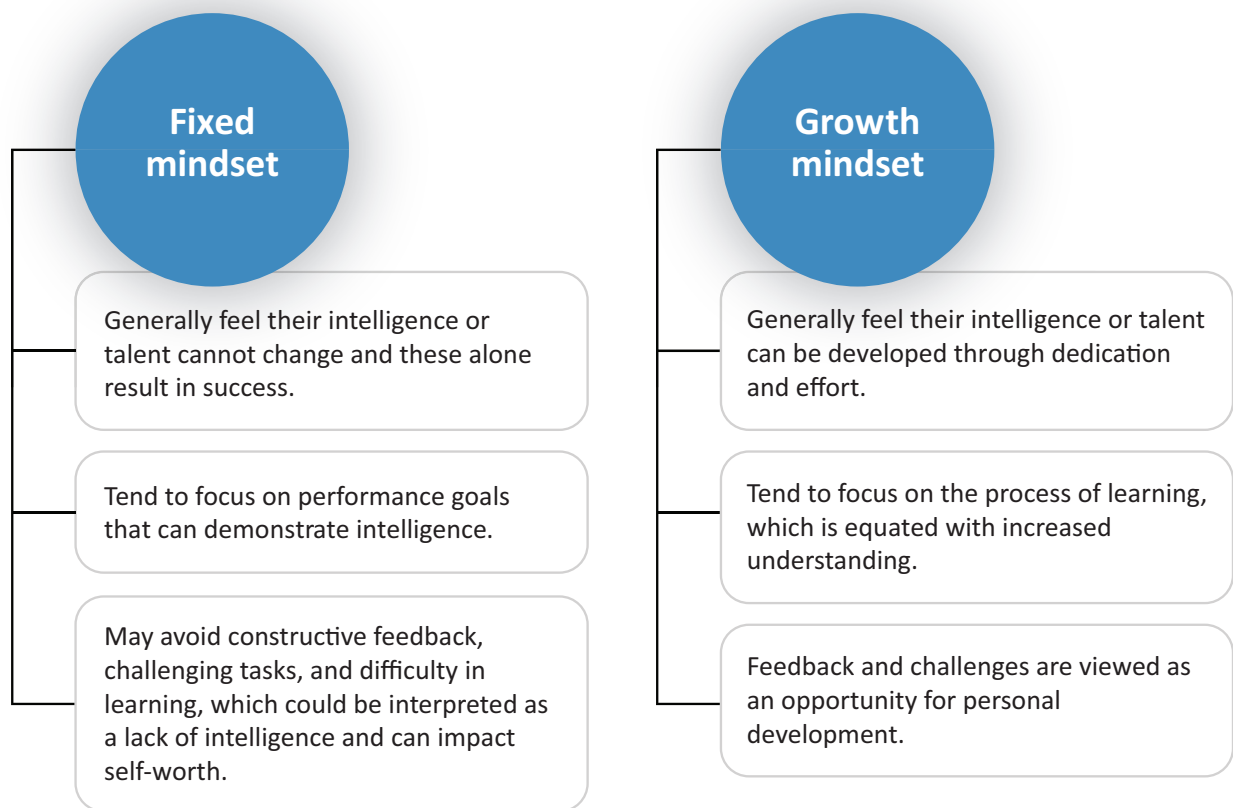 Fixed
mindset
Generally feel their intelligence or
talent cannot change and these alone
result in success.
Tend to focus on performance goals
that can demonstrate intelligence.
May avoid constructive feedback,
challenging tasks, and difficulty in
learning, which could be interpreted as
a lack of intelligence and can impact
self-worth.
Growth
mindset
Generally feel their intelligence or talent
can be developed through dedication
and effort.
Tend to focus on the process of learning,
which is equated with increased
understanding.
Feedback and challenges are viewed as
an opportunity for personal
development.